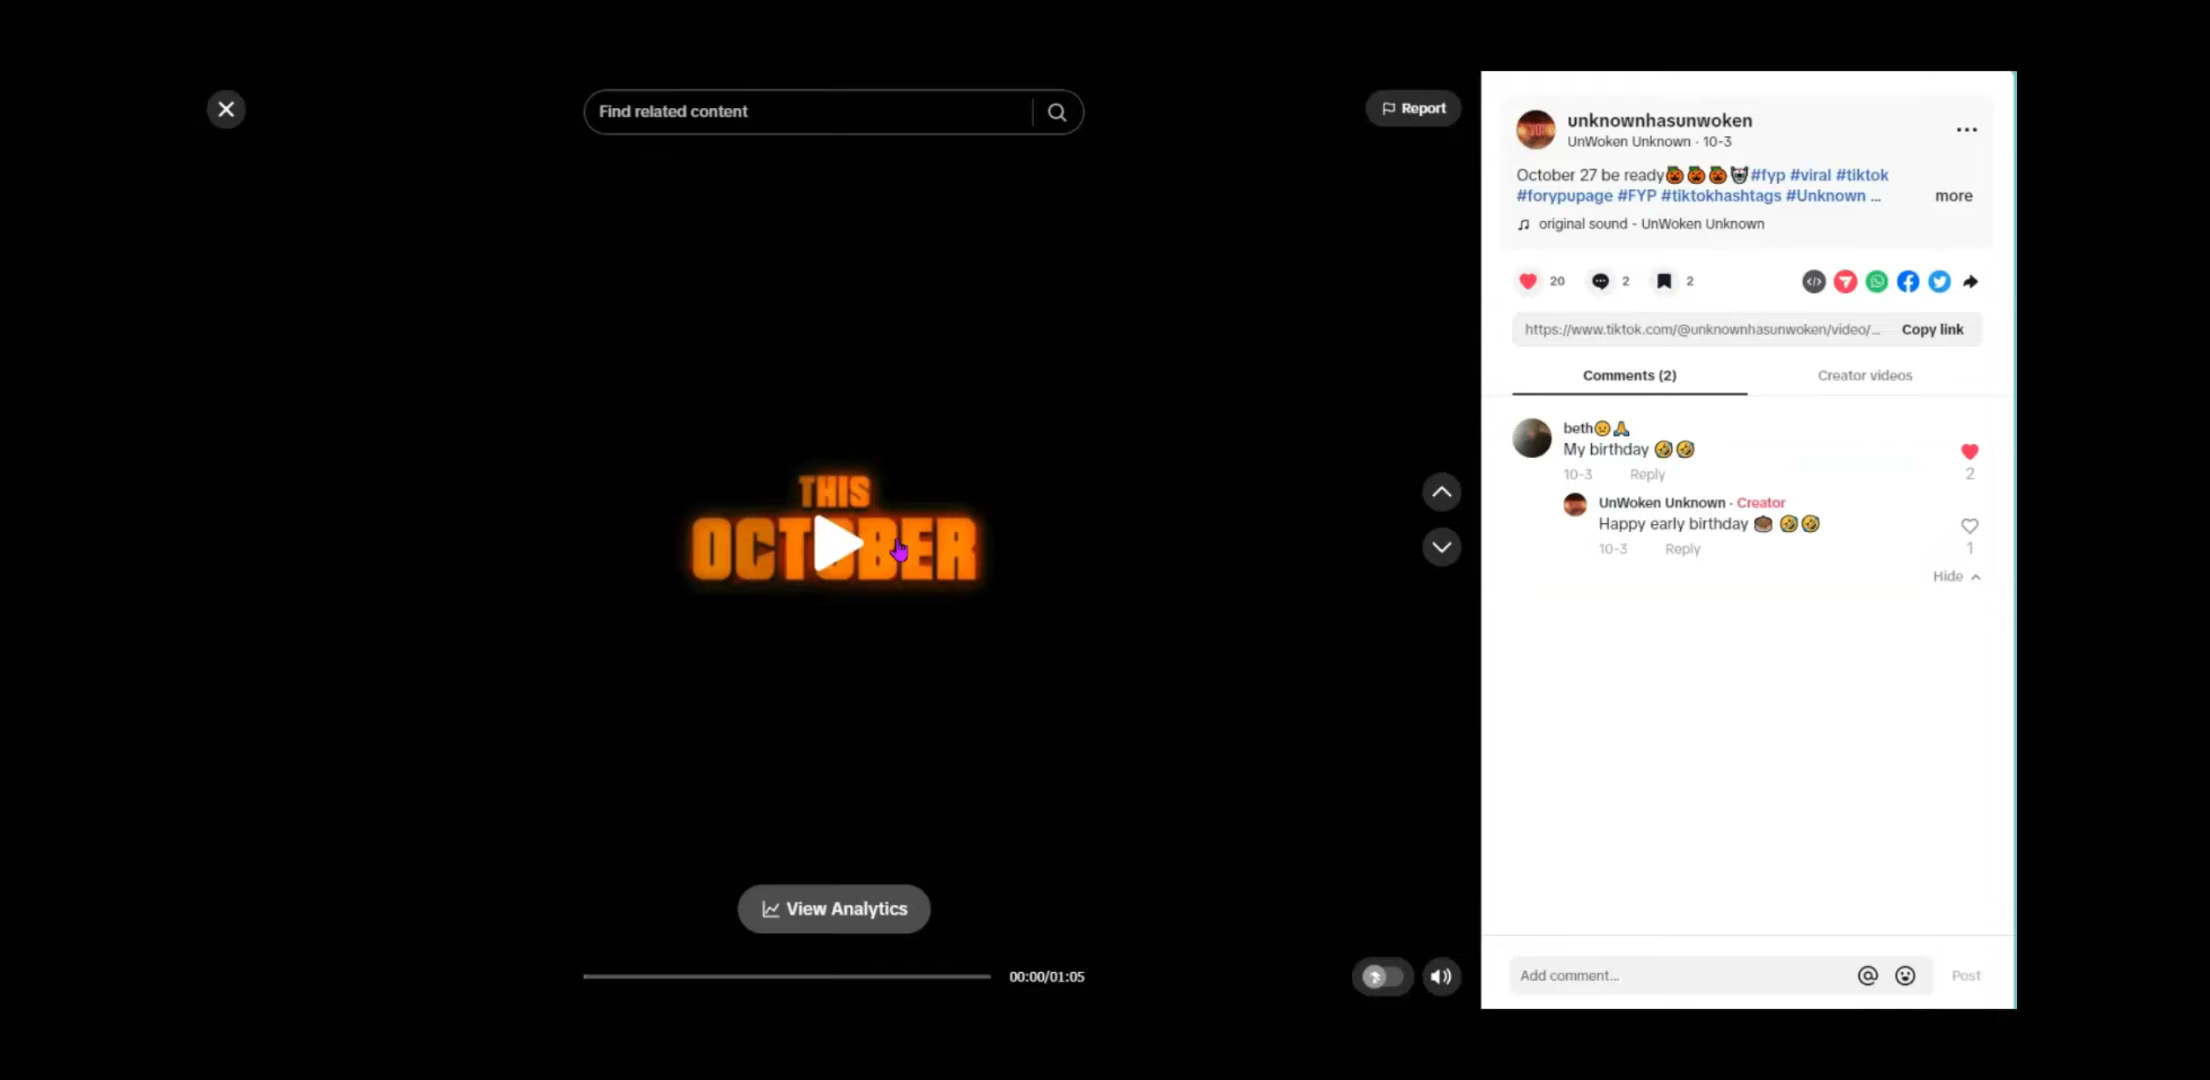 Find related content
Report
THIS
OCTOBER
View Analytics
00:00/01:05
unknownhasunwoken
UnWoken Unknown · 10-3
October 27 be ready🎃🎃🎃🤡#fyp #viral #tiktok
#forypupage #FYP #tiktokhashtags #Unknown ...
more
original sound - UnWoken Unknown
20
2
2
https://www.tiktok.com/@unknownhasunwoken/video/...
Copy link
Comments (2)
Creator videos
beth😣🙏
My birthday 🤣🤣
10-3
Reply
2
UnWoken Unknown · Creator
Happy early birthday 🎂 🤣🤣
10-3
Reply
1
Hide
Add comment...
Post